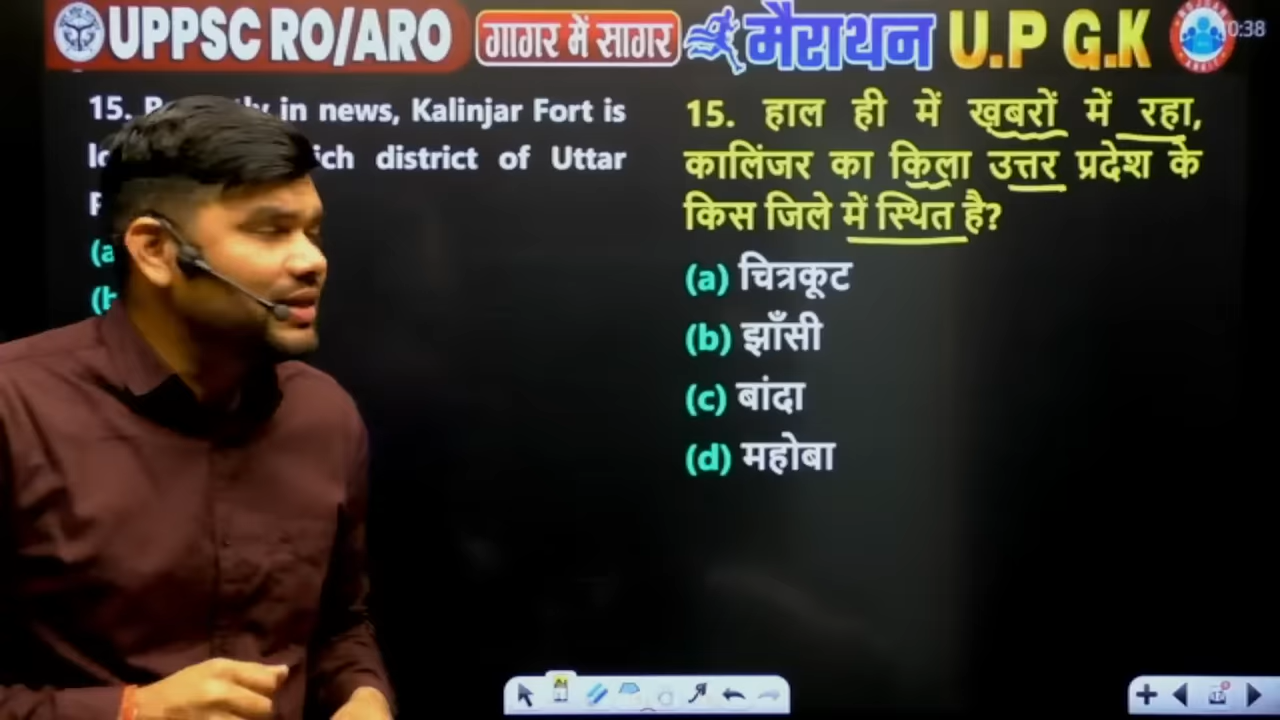 UPPSC RO/ARO गागर में सागर मैराथन U.P G.K
0:38
15. in news, Kalinjar Fort is
district of Uttar
15. हाल ही में खबरों में रहा,
कालिंजर का किला उत्तर प्रदेश के
किस जिले में स्थित है?
(a) चित्रकूट
(b) झाँसी
(c) बांदा
(d) महोबा